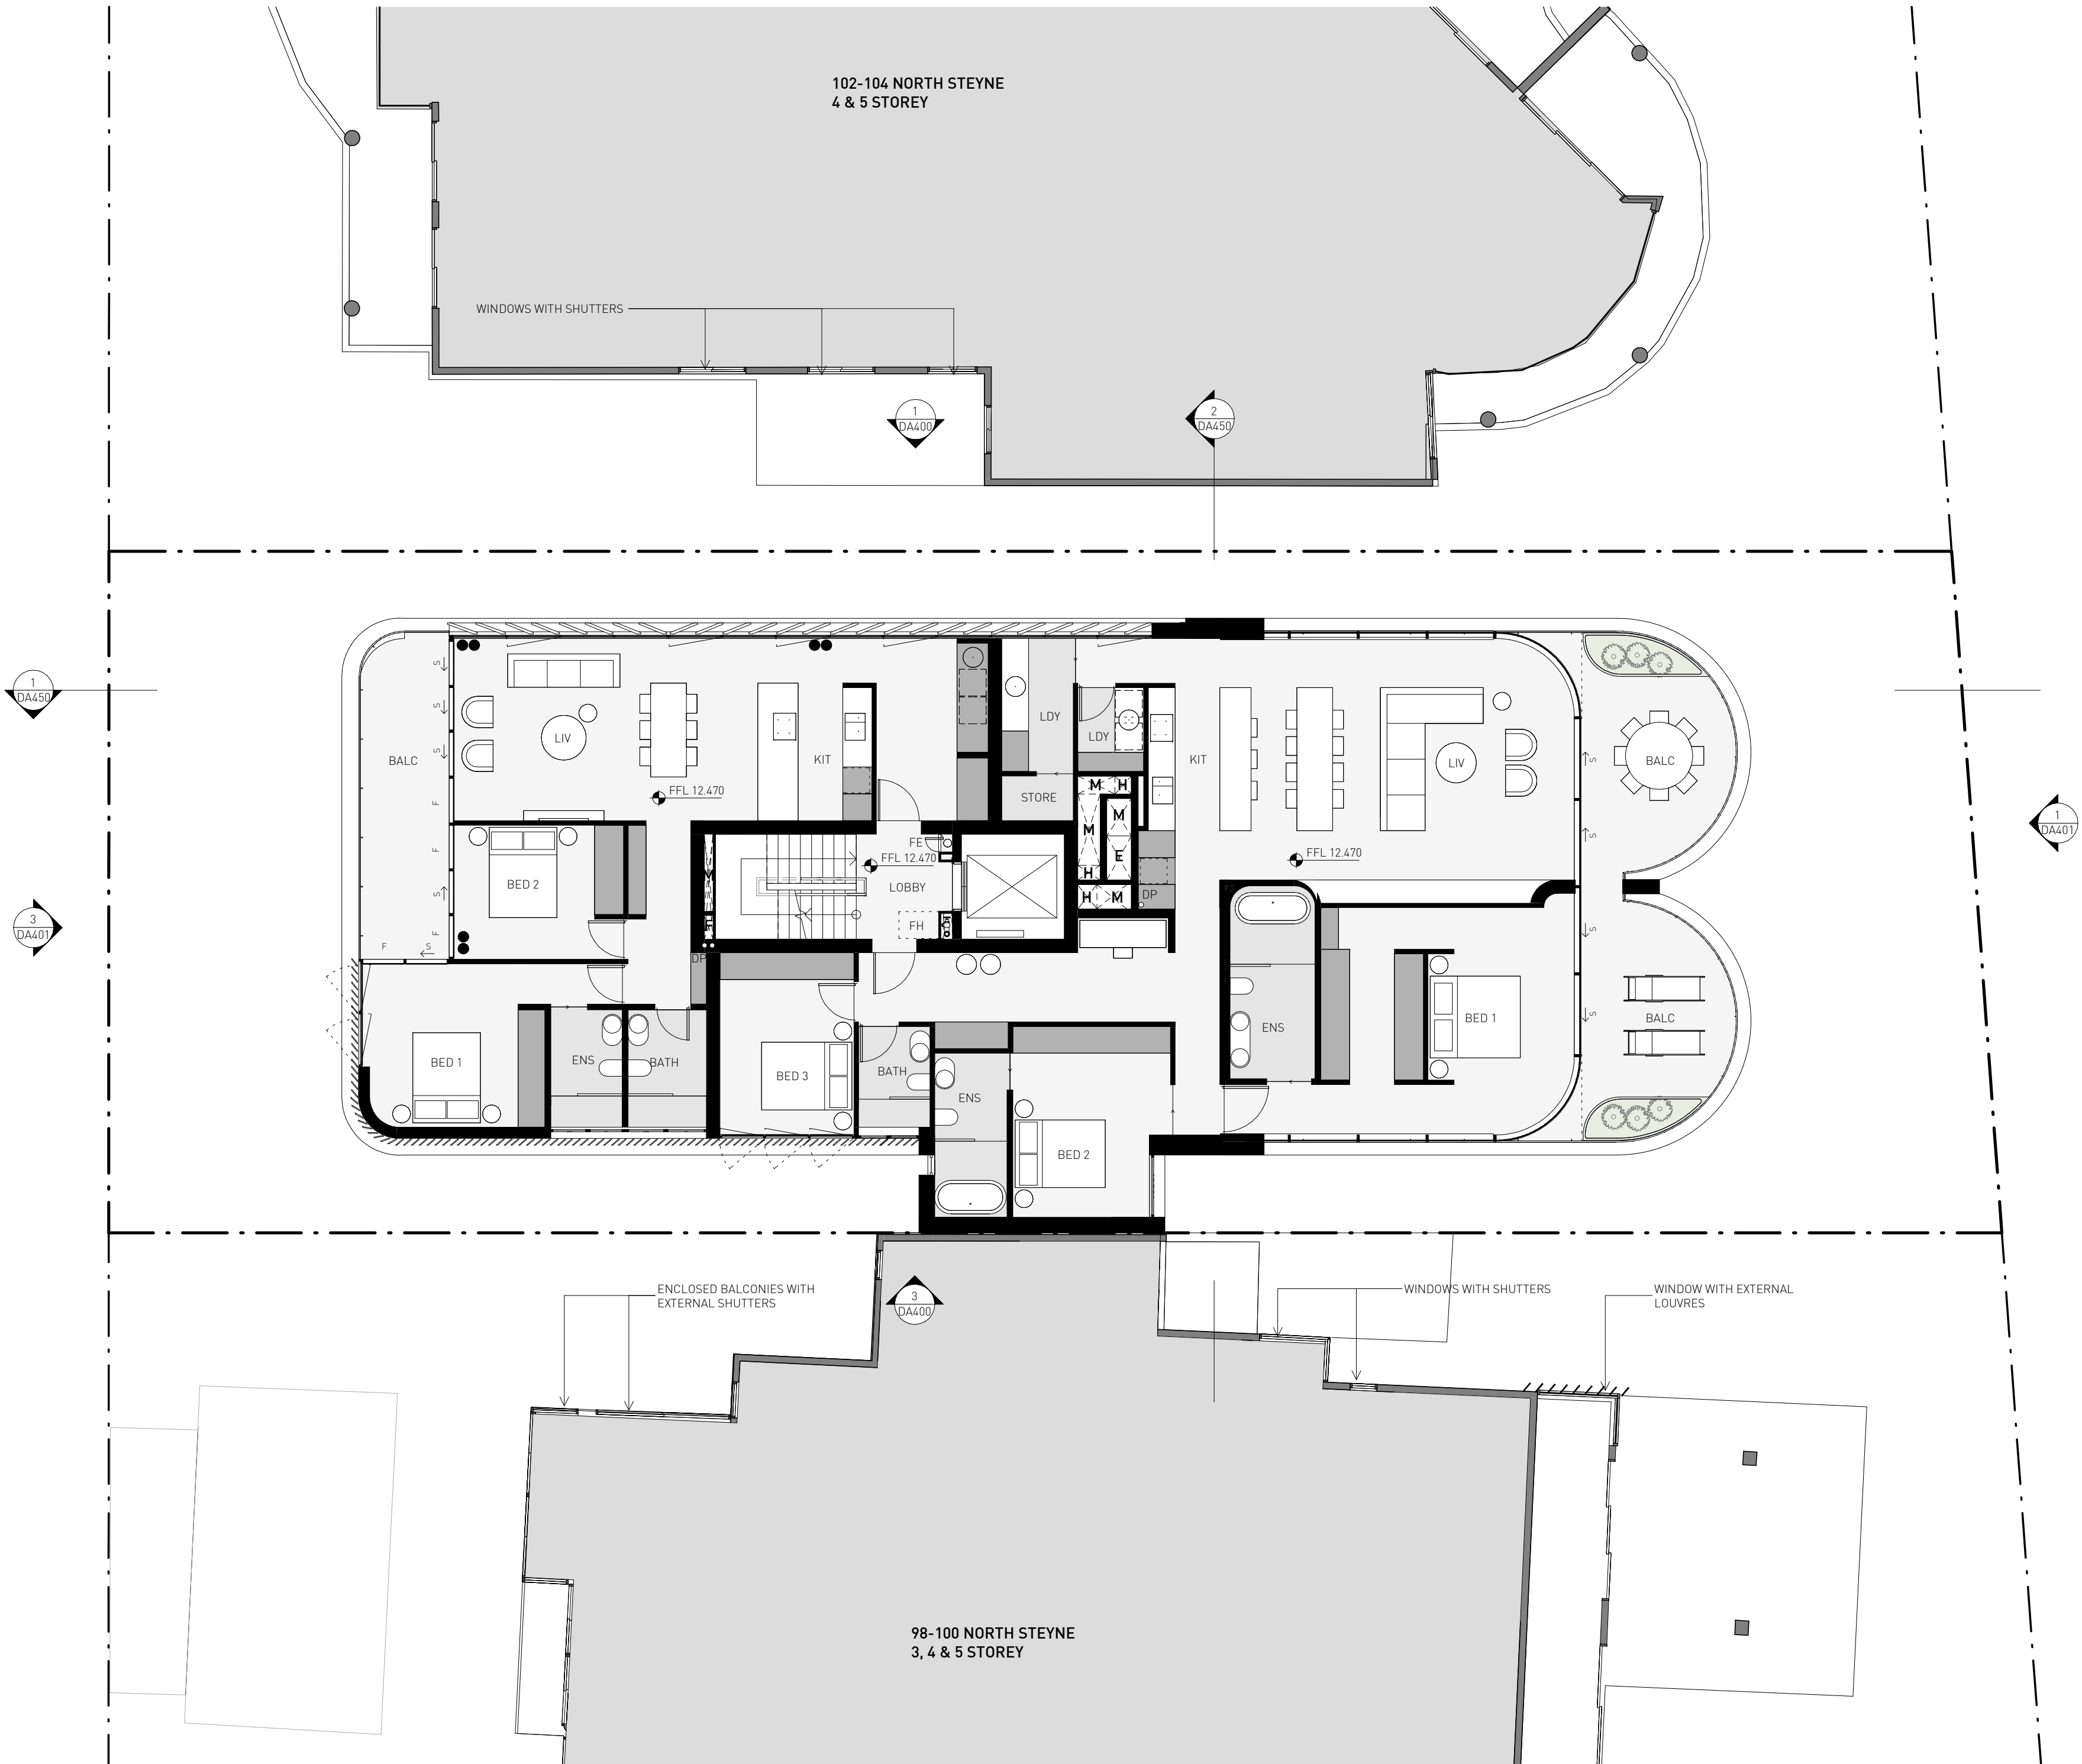 102-104 NORTH STEYNE
4 & 5 STOREY
WINDOWS WITH SHUTTERS
1
DA400
2
DA450
1
DA450
3
DA401
1
DA401
BALC
S
S
S
F
F
S
F
F
S
LIV
KIT
FFL 12.470
BED 2
LDY
LDY
STORE
M
H
M
M
E
H
H
M
DP
FE
FFL 12.470
LOBBY
FH
DP
KIT
LIV
FFL 12.470
BALC
S
S
S
S
BALC
BED 1
ENS
BATH
BED 3
BATH
ENS
BED 2
ENS
BED 1
ENCLOSED BALCONIES WITH
EXTERNAL SHUTTERS
3
DA400
WINDOWS WITH SHUTTERS
WINDOW WITH EXTERNAL
LOUVRES
98-100 NORTH STEYNE
3, 4 & 5 STOREY